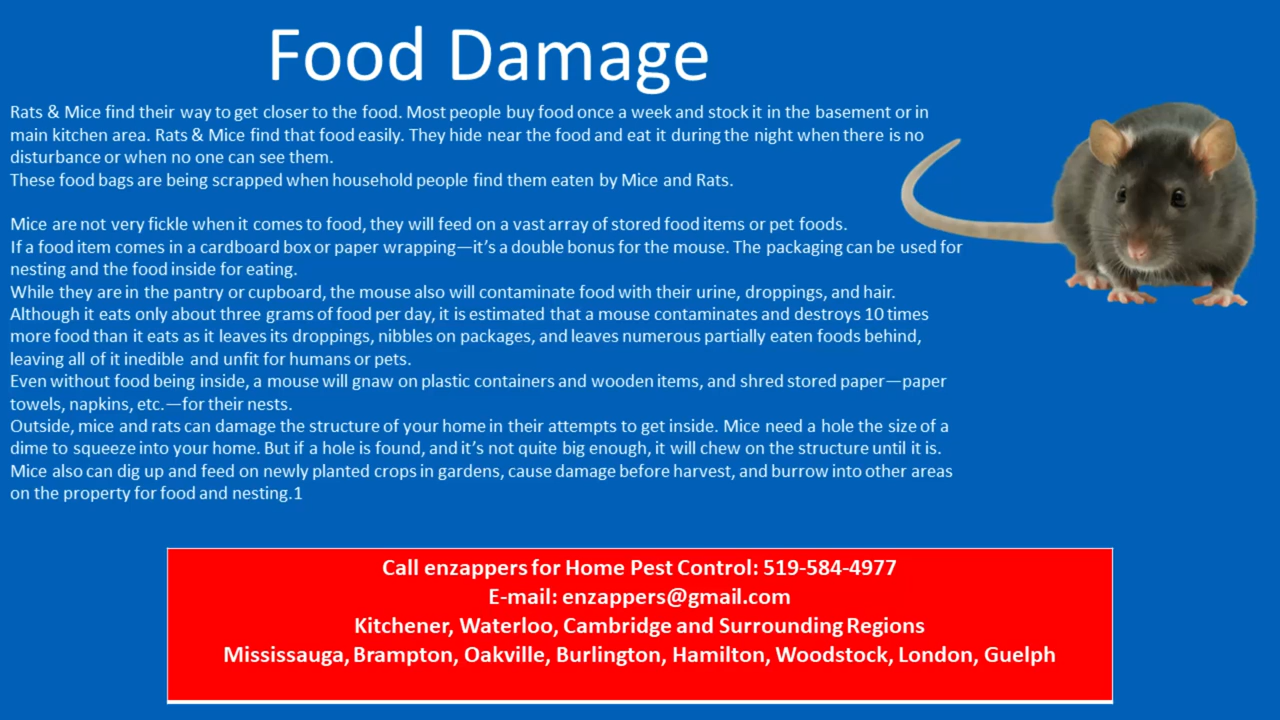 Food Damage
Rats & Mice find their way to get closer to the food. Most people buy food once a week and stock it in the basement or in
main kitchen area. Rats & Mice find that food easily. They hide near the food and eat it during the night when there is no
disturbance or when no one can see them.
These food bags are being scrapped when household people find them eaten by Mice and Rats.
Mice are not very fickle when it comes to food, they will feed on a vast array of stored food items or pet foods.
If a food item comes in a cardboard box or paper wrapping—it's a double bonus for the mouse. The packaging can be used for
nesting and the food inside for eating.
While they are in the pantry or cupboard, the mouse also will contaminate food with their urine, droppings, and hair.
Although it eats only about three grams of food per day, it is estimated that a mouse contaminates and destroys 10 times
more food than it eats as it leaves its droppings, nibbles on packages, and leaves numerous partially eaten foods behind,
leaving all of it inedible and unfit for humans or pets.
Even without food being inside, a mouse will gnaw on plastic containers and wooden items, and shred stored paper—paper
towels, napkins, etc.—for their nests.
Outside, mice and rats can damage the structure of your home in their attempts to get inside. Mice need a hole the size of a
dime to squeeze into your home. But if a hole is found, and it's not quite big enough, it will chew on the structure until it is.
Mice also can dig up and feed on newly planted crops in gardens, cause damage before harvest, and burrow into other areas
on the property for food and nesting.1
Call enzappers for Home Pest Control: 519-584-4977
E-mail: enzappers@gmail.com
Kitchener, Waterloo, Cambridge and Surrounding Regions
Mississauga, Brampton, Oakville, Burlington, Hamilton, Woodstock, London, Guelph